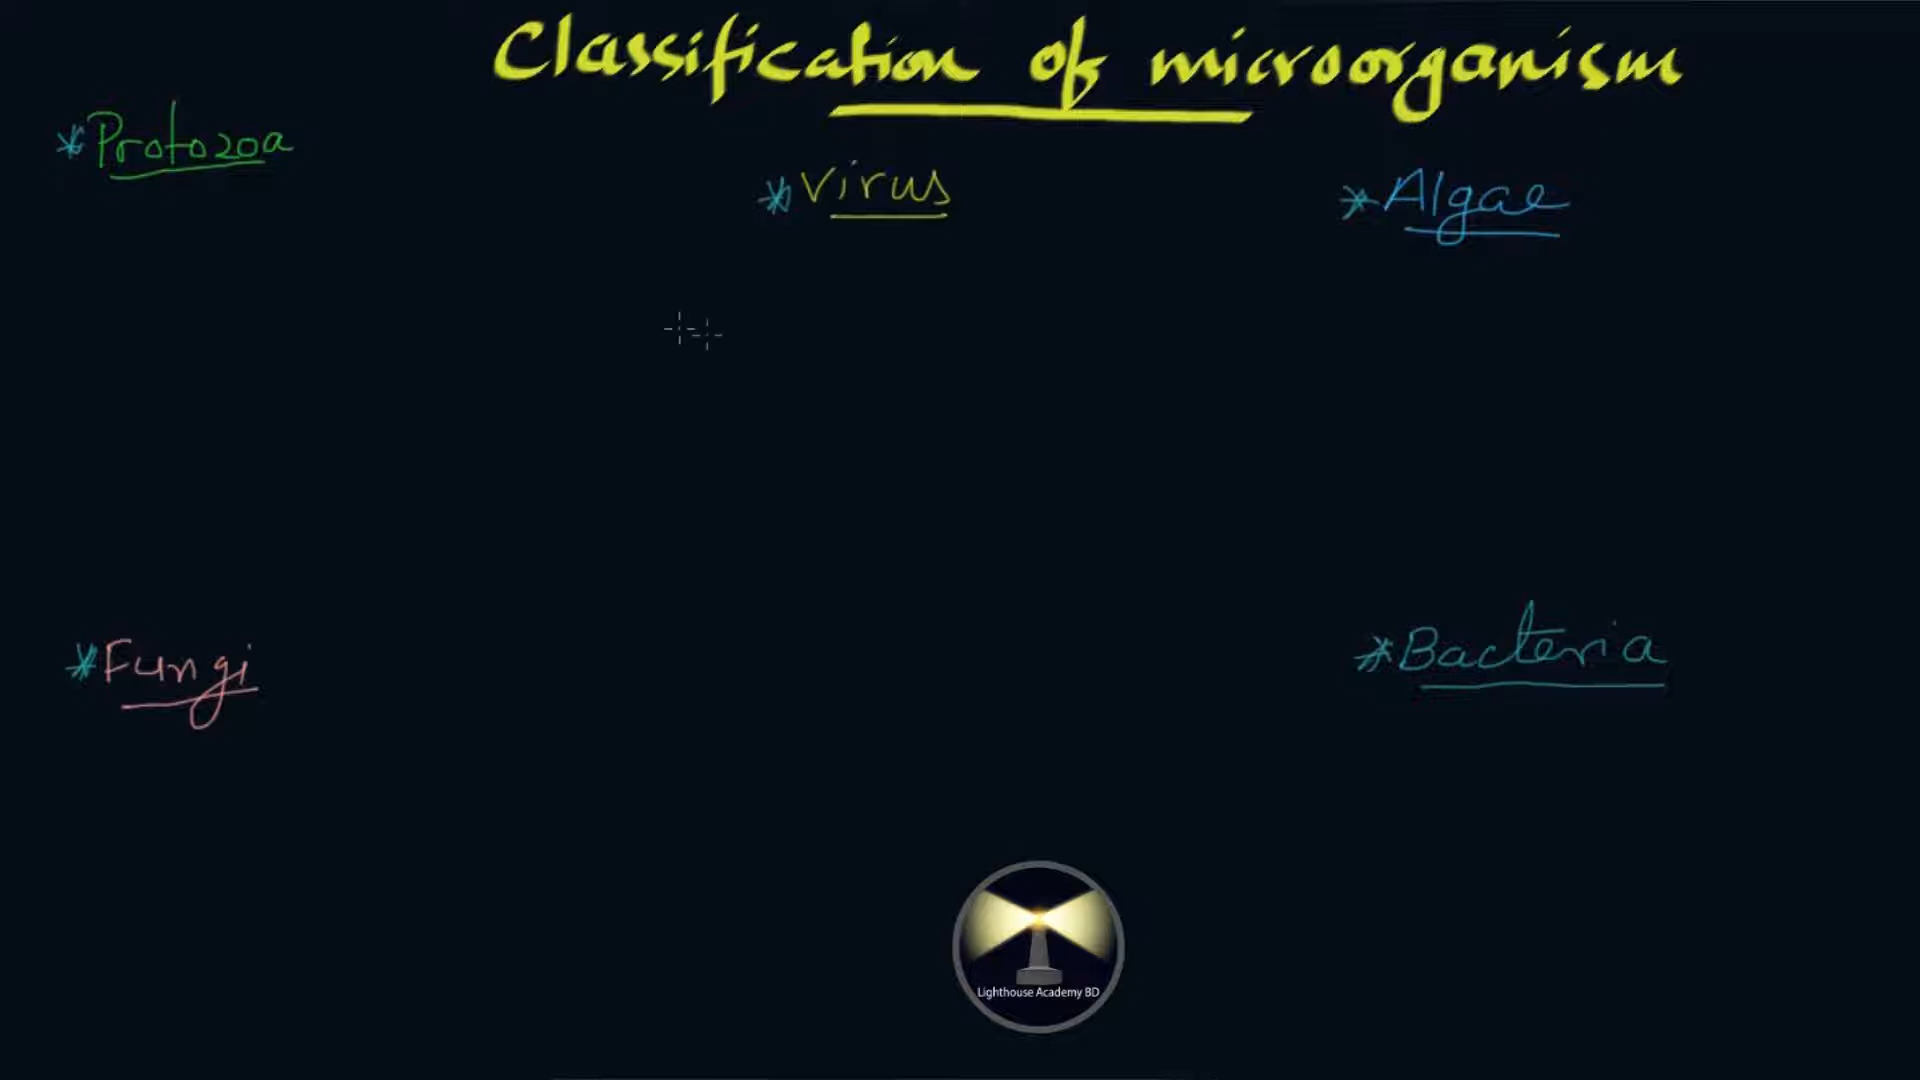 Classification of microorganism
*Protozoa
*Virus
*Algae
*Fungi
*Bacteria
Lighthouse Academy BD